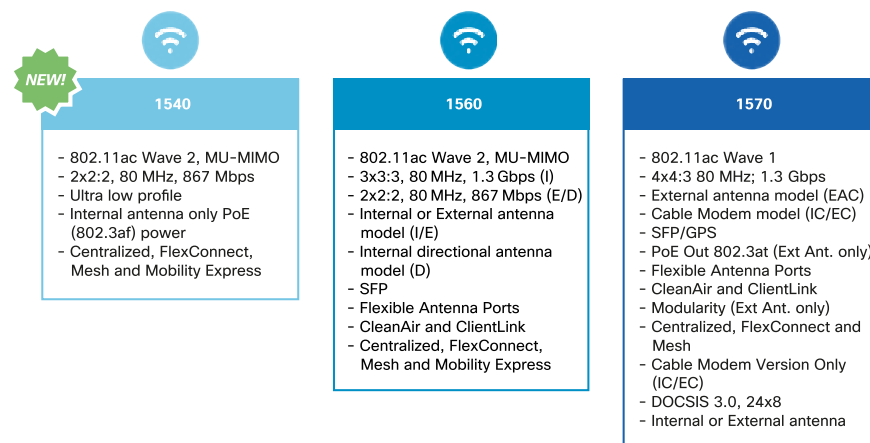 NEW!
1540
- 802.11ac Wave 2, MU-MIMO
- 2x2:2, 80 MHz, 867 Mbps
- Ultra low profile
- Internal antenna only PoE
(802.3af) power
- Centralized, FlexConnect,
Mesh and Mobility Express
1560
- 802.11ac Wave 2, MU-MIMO
- 3x3:3, 80 MHz, 1.3 Gbps (I)
- 2x2:2, 80 MHz, 867 Mbps (E/D)
- Internal or External antenna
model (I/E)
- Internal directional antenna
model (D)
- SFP
- Flexible Antenna Ports
- CleanAir and ClientLink
- Centralized, FlexConnect,
Mesh and Mobility Express
1570
- 802.11ac Wave 1
- 4x4:3 80 MHz; 1.3 Gbps
- External antenna model (EAC)
- Cable Modem model (IC/EC)
- SFP/GPS
- PoE Out 802.3at (Ext Ant. only)
- Flexible Antenna Ports
- CleanAir and ClientLink
- Modularity (Ext Ant. only)
- Centralized, FlexConnect and
Mesh
- Cable Modem Version Only
(IC/EC)
- DOCSIS 3.0, 24x8
- Internal or External antenna